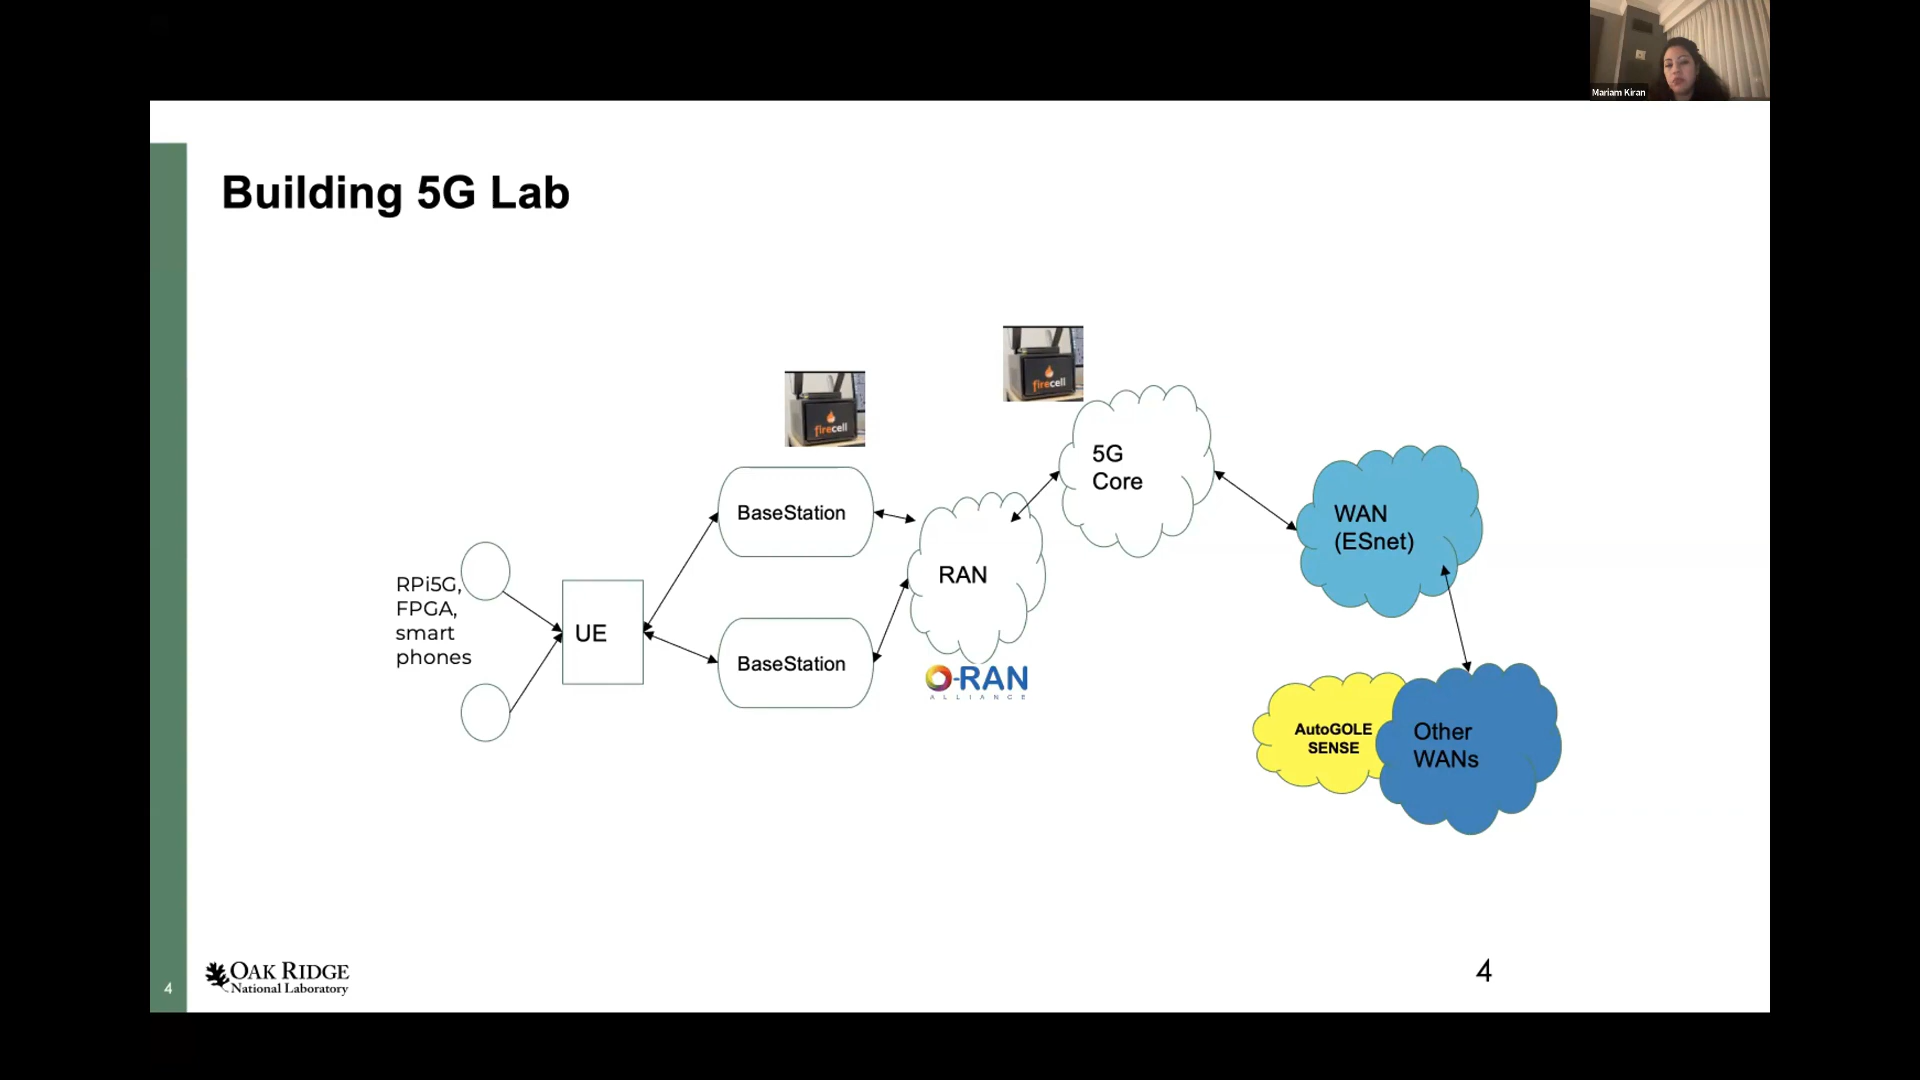 Mariam Kiran
Building 5G Lab
firecell
firecell
5G
Core
BaseStation
WAN
(ESnet)
RAN
RPi5G,
FPGA,
smart
phones
UE
BaseStation
O-RAN
ALLIANCE
AutoGOLE
SENSE
Other
WANs
4
OAK RIDGE
National Laboratory
4